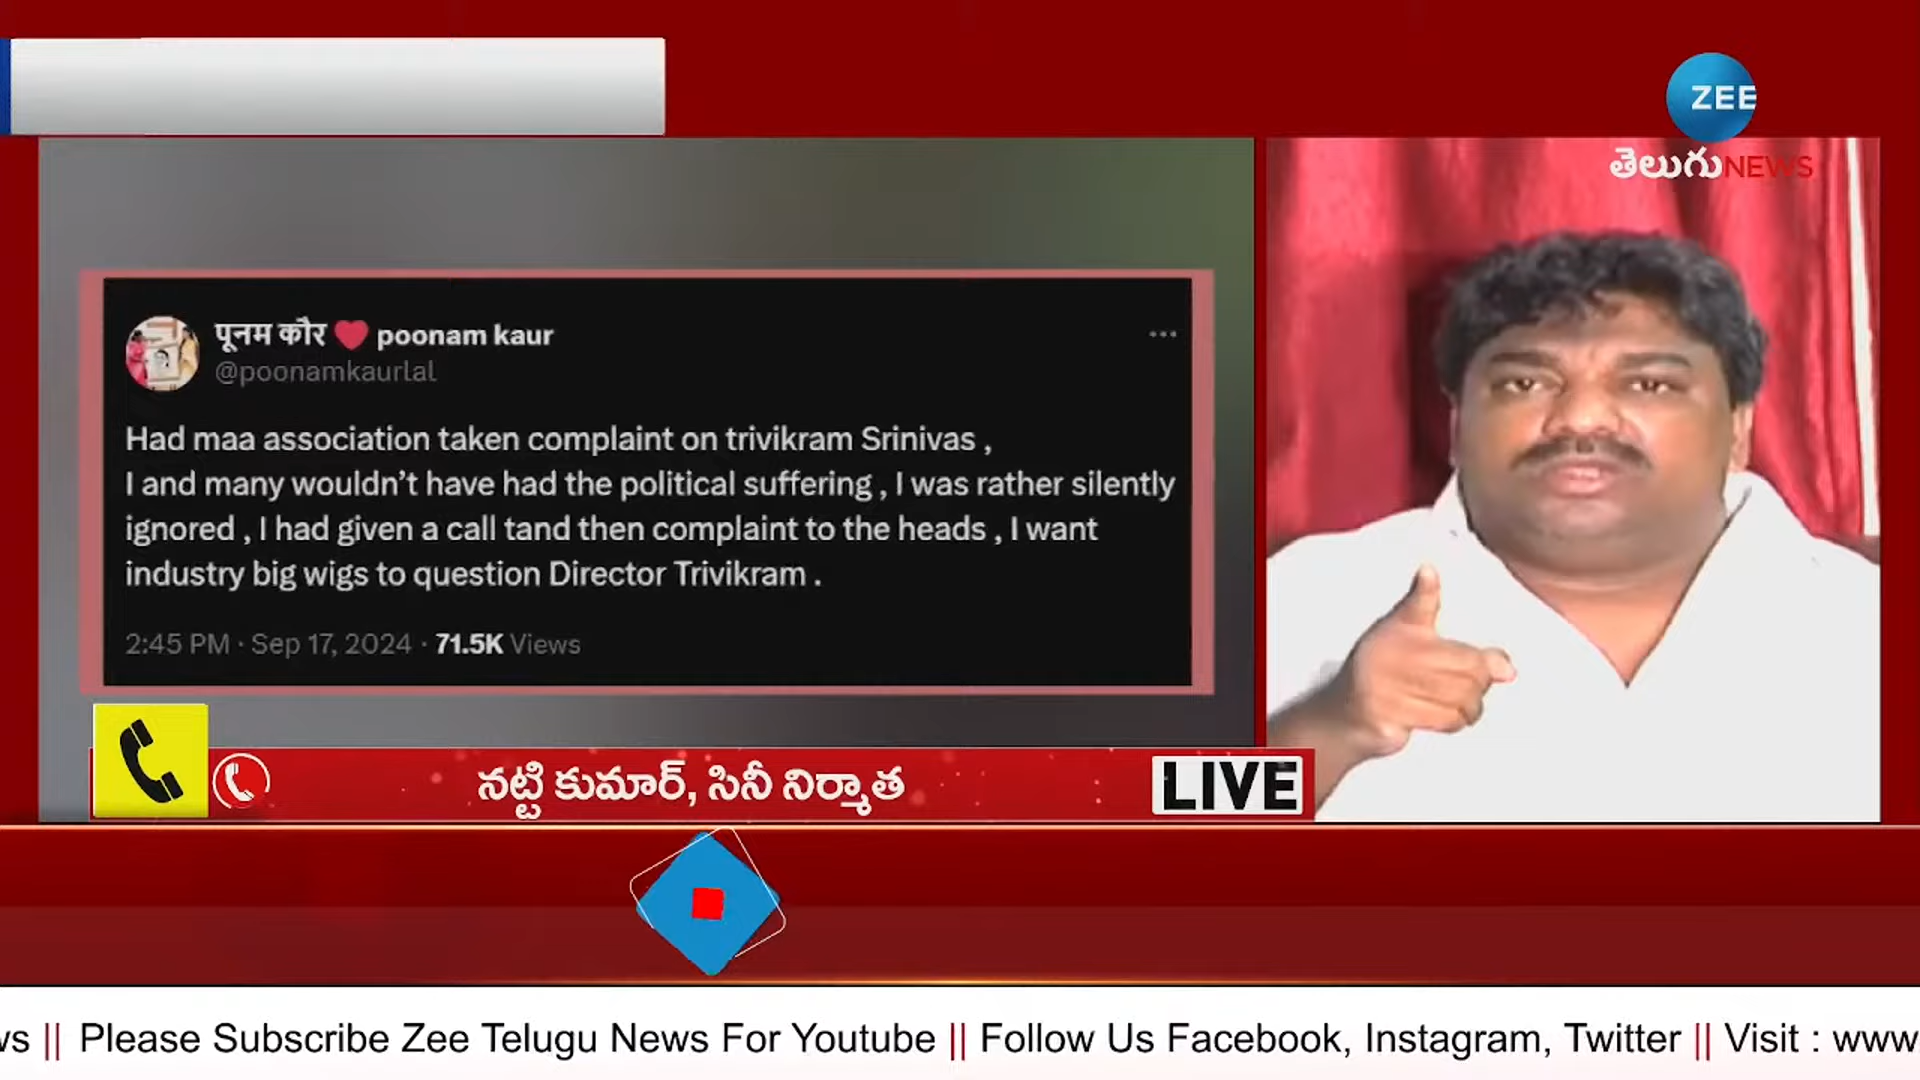 ZEE
తెలుగు NEWS
पूनम कौर ❤️ poonam kaur
@poonamkaurlal
Had maa association taken complaint on trivikram Srinivas ,
I and many wouldn't have had the political suffering , I was rather silently
ignored , I had given a call tand then complaint to the heads , I want
industry big wigs to question Director Trivikram .
2:45 PM · Sep 17, 2024 · 71.5K Views
నట్టి కుమార్, సినీ నిర్మాత
LIVE
ws || Please Subscribe Zee Telugu News For Youtube || Follow Us Facebook, Instagram, Twitter || Visit : www.